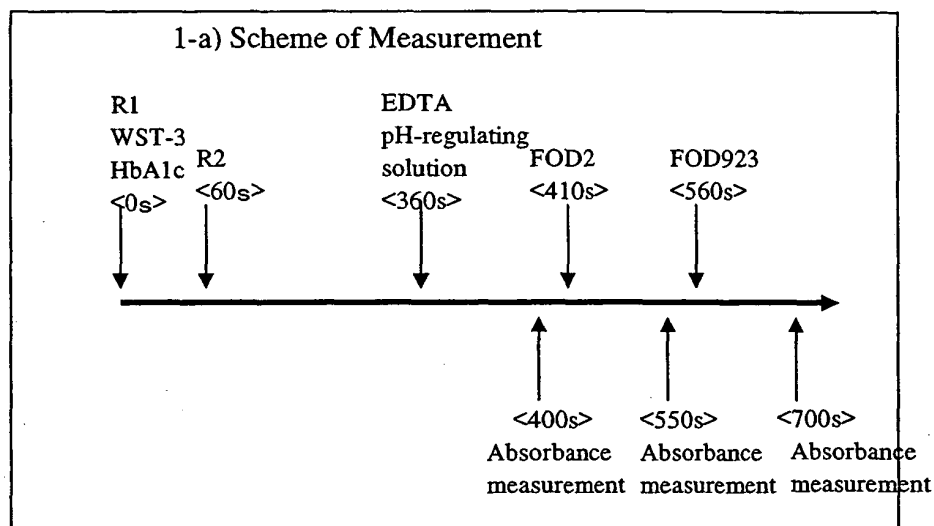 1-a) Scheme of Measurement
R1
WST-3
HbA1c
<0s>
R2
<60s>
EDTA
pH-regulating
solution
<360s>
FOD2
<410s>
FOD923
<560s>
<400s>
Absorbance
measurement
<550s>
Absorbance
measurement
<700s>
Absorbance
measurement